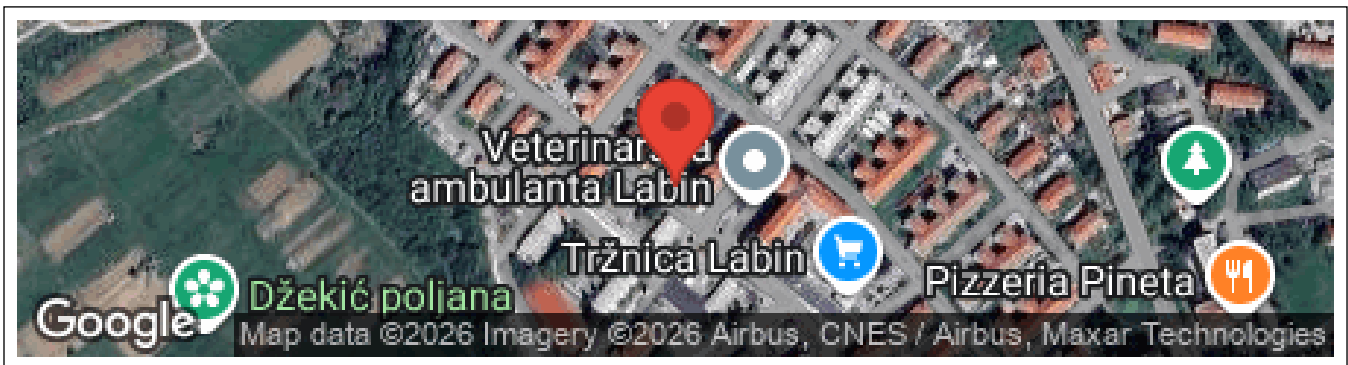 Veterinarska
ambulanta Labin
Tržnica Labin
Pizzeria Pineta
Džekić poljana
Google
Map data ©2026 Imagery ©2026 Airbus, CNES / Airbus, Maxar Technologies